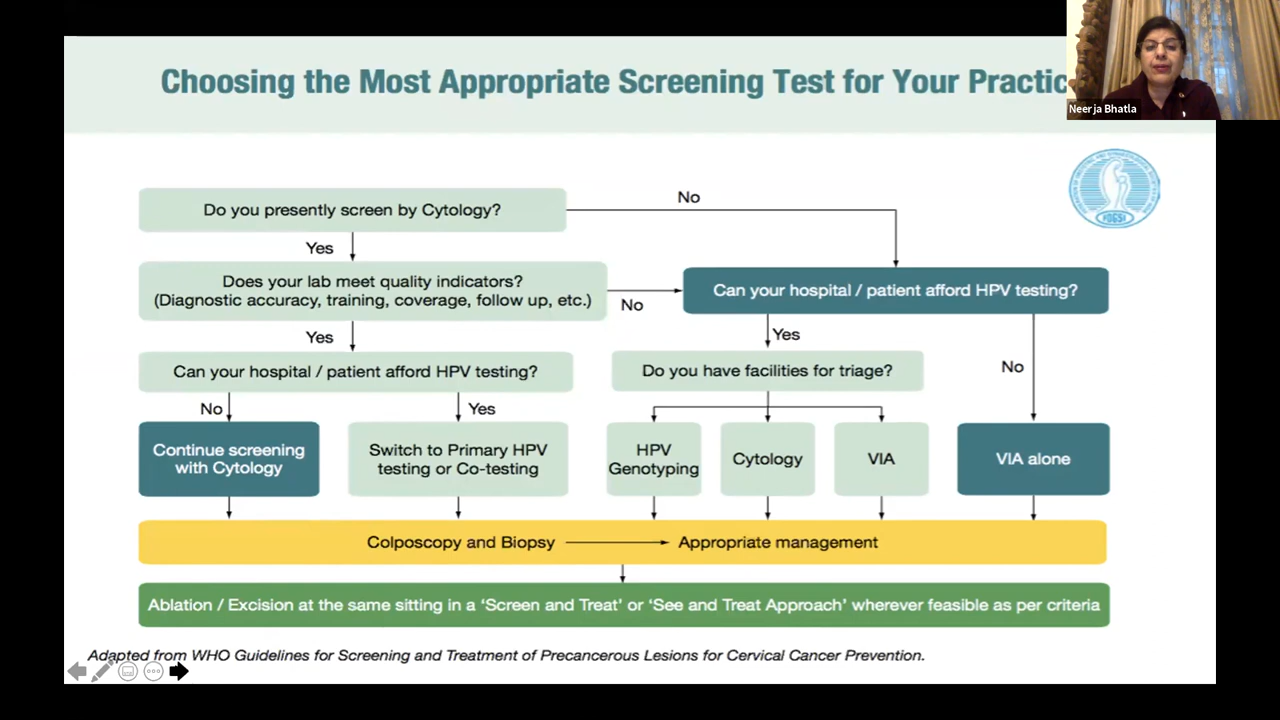 Choosing the Most Appropriate Screening Test for Your Practic
Neerja Bhatla
FOGSI
Do you presently screen by Cytology?
No
Yes
Does your lab meet quality indicators?
(Diagnostic accuracy, training, coverage, follow up, etc.)
No
Can your hospital / patient afford HPV testing?
Yes
Yes
Can your hospital / patient afford HPV testing?
Do you have facilities for triage?
No
No
Yes
Continue screening
with Cytology
Switch to Primary HPV
testing or Co-testing
HPV
Genotyping
Cytology
VIA
VIA alone
Colposcopy and Biopsy
Appropriate management
Ablation / Excision at the same sitting in a ‘Screen and Treat’ or ‘See and Treat Approach’ wherever feasible as per criteria
Adapted from WHO Guidelines for Screening and Treatment of Precancerous Lesions for Cervical Cancer Prevention.